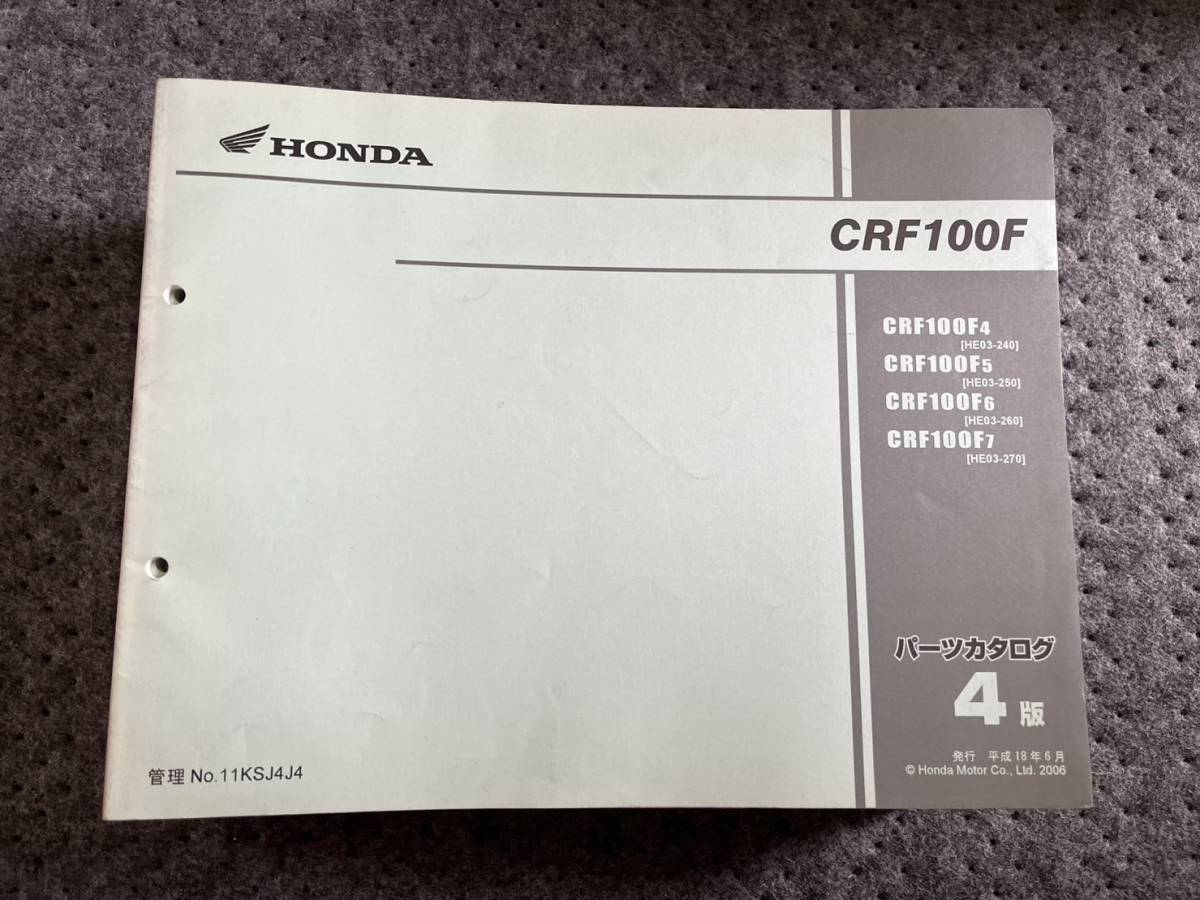 HONDA
CRF100F
CRF100F4
[HE03-240]
CRF100F5
[HE03-250]
CRF100F6
[HE03-260]
CRF100F7
[HE03-270]
パーツカタログ
4版
発行 平成18年6月
© Honda Motor Co., Ltd. 2006
管理 No.11KSJ4J4